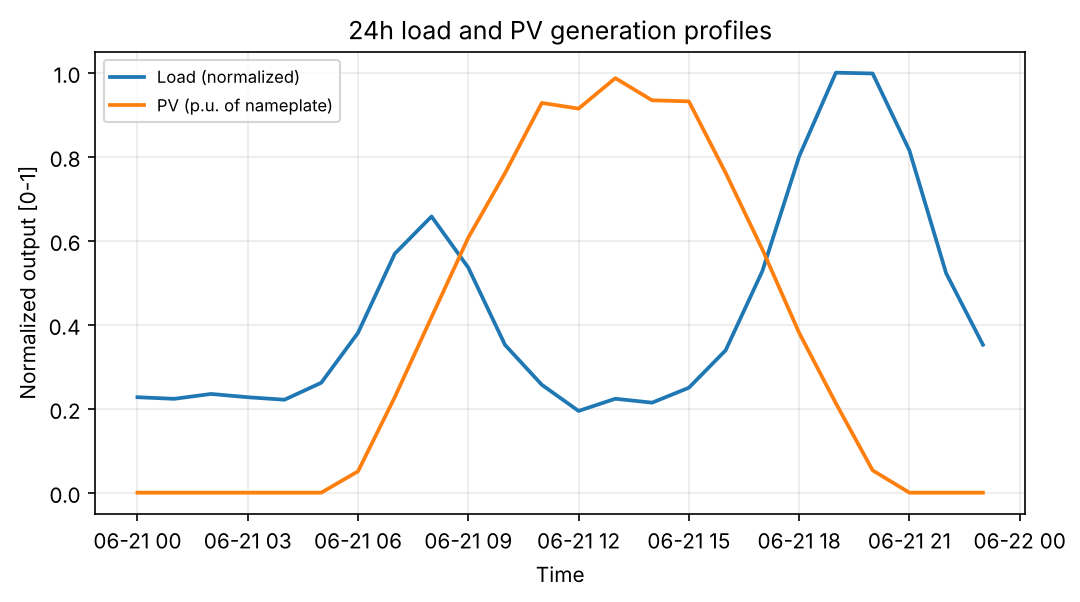 24h load and PV generation profiles
Load (normalized)
PV (p.u. of nameplate)
Normalized output [0-1]
1.0
0.8
0.6
0.4
0.2
0.0
06-21 00 06-21 03 06-21 06 06-21 09 06-21 12 06-21 15 06-21 18 06-21 21 06-22 00
Time